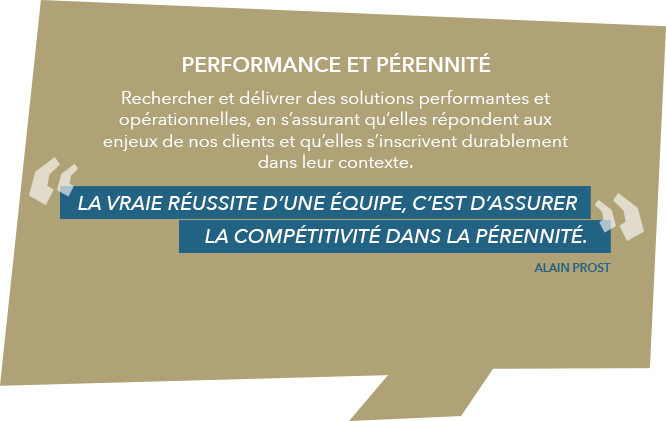 PERFORMANCE ET PÉRENNITÉ
Rechercher et délivrer des solutions performantes et
opérationnelles, en s’assurant qu’elles répondent aux
enjeux de nos clients et qu’elles s’inscrivent durablement
dans leur contexte.
“ LA VRAIE RÉUSSITE D’UNE ÉQUIPE, C’EST D’ASSURER
LA COMPÉTITIVITÉ DANS LA PÉRENNITÉ. ”
ALAIN PROST